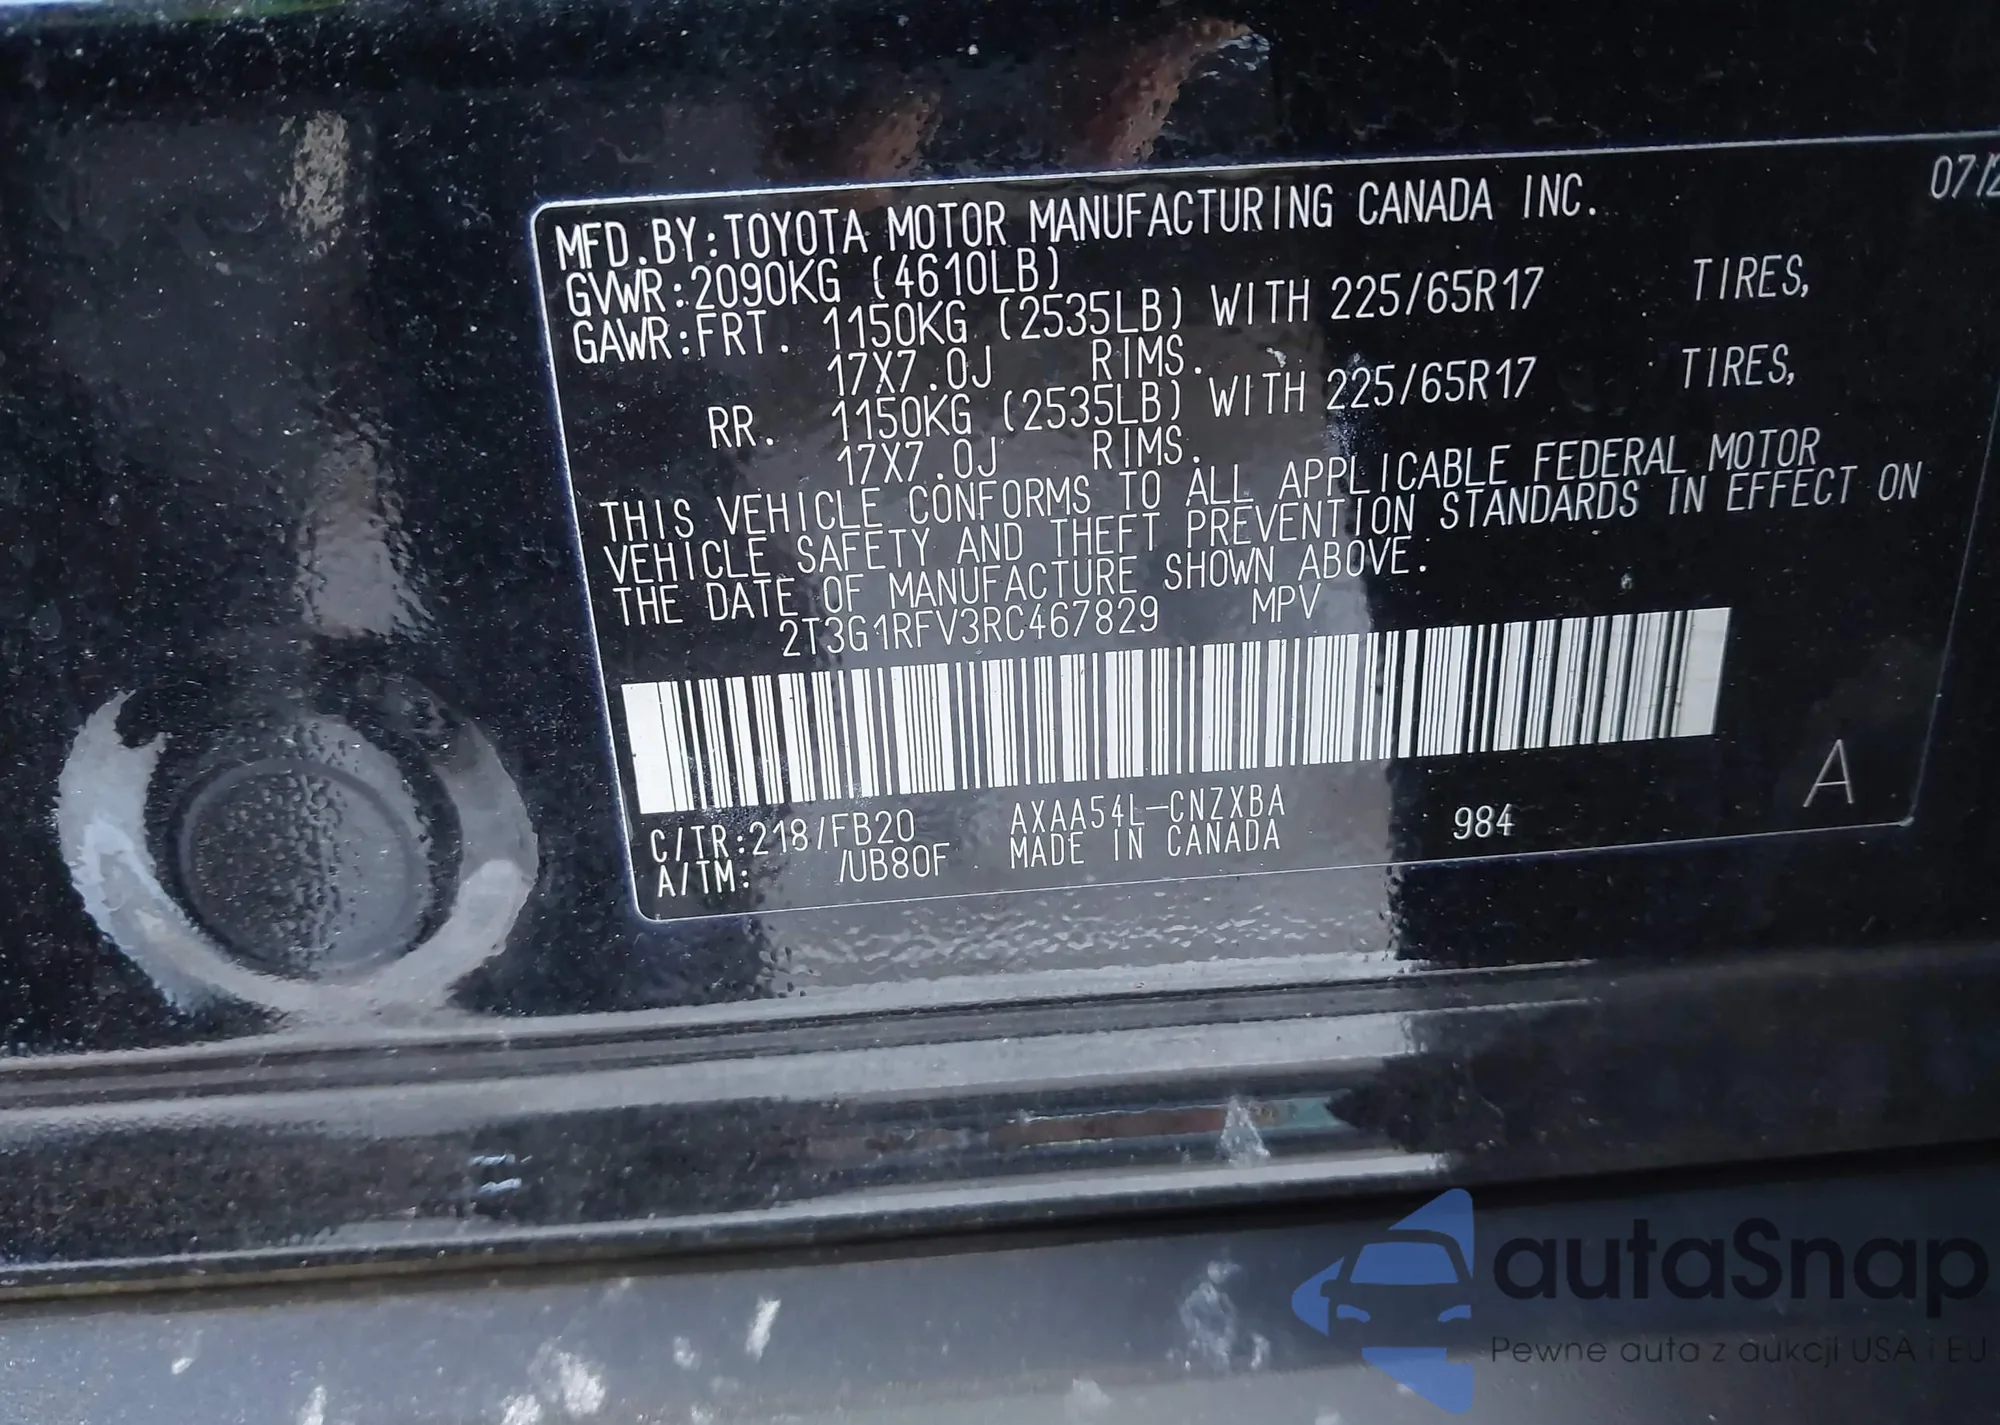 07/2
MFD.BY:TOYOTA MOTOR MANUFACTURING CANADA INC.
GVWR:2090KG (4610LB)
GAWR:FRT. 1150KG (2535LB) WITH 225/65R17 TIRES,
17X7.0J RIMS.
RR. 1150KG (2535LB) WITH 225/65R17 TIRES,
17X7.0J RIMS.
THIS VEHICLE CONFORMS TO ALL APPLICABLE FEDERAL MOTOR
VEHICLE SAFETY AND THEFT PREVENTION STANDARDS IN EFFECT ON
THE DATE OF MANUFACTURE SHOWN ABOVE.
2T3G1RFV3RC467829 MPV
C/TR:218/FB20 AXAA54L-CNZXBA 984 A
A/TM: /UB80F MADE IN CANADA
autaSnap
Pewne auta z aukcji USA i EU